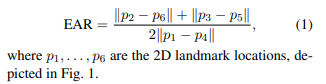 EAR = \frac{‖p2 − p6‖ + ‖p3 − p5‖}{2‖p1 − p4‖}, (1)
where p₁, . . . , p₆ are the 2D landmark locations, de-
picted in Fig. 1.